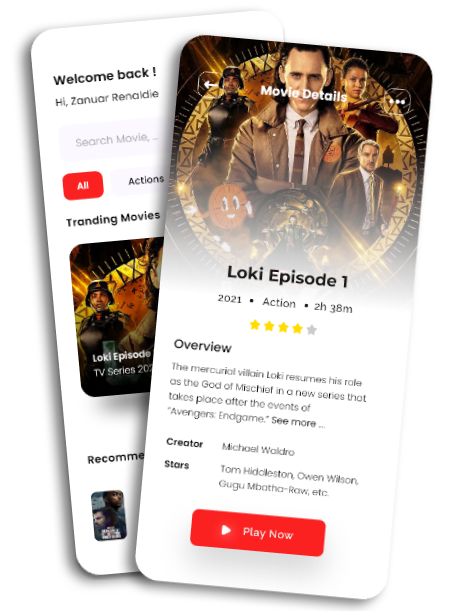 Welcome back !
Hi, Zanuar Renaldie
Search Movie, ...
All
Actions
Tranding Movies
Loki Episode
TV Series 202
Recomme
Movie Details
Loki Episode 1
2021 • Action • 2h 38m
Overview
The mercurial villain Loki resumes his role
as the God of Mischief in a new series that
takes place after the events of
"Avengers: Endgame." See more ...
Creator Michael Waldro
Stars Tom Hiddleston, Owen Wilson,
Gugu Mbatha-Raw, etc.
Play Now